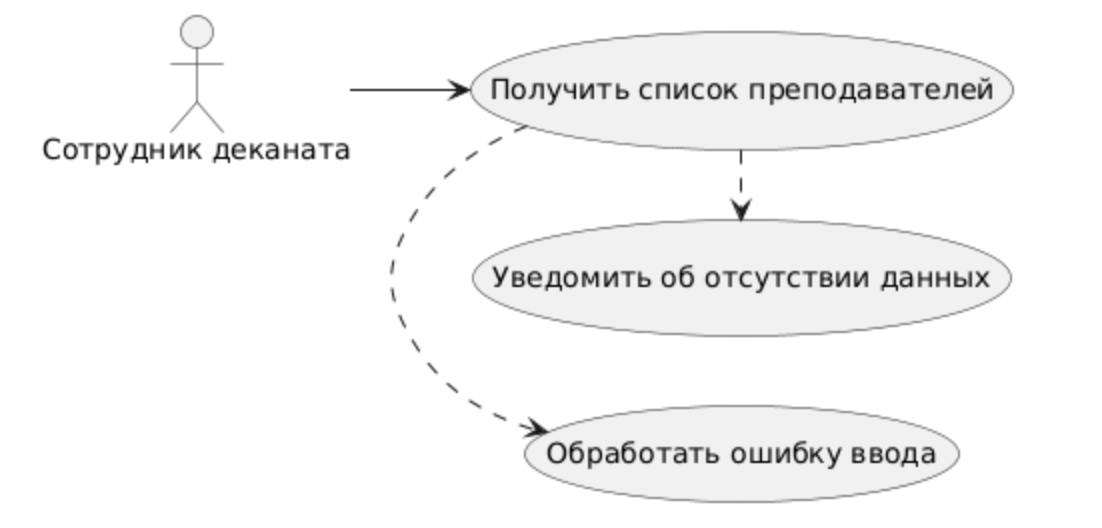 Получить список преподавателей
Сотрудник деканата
Уведомить об отсутствии данных
Обработать ошибку ввода